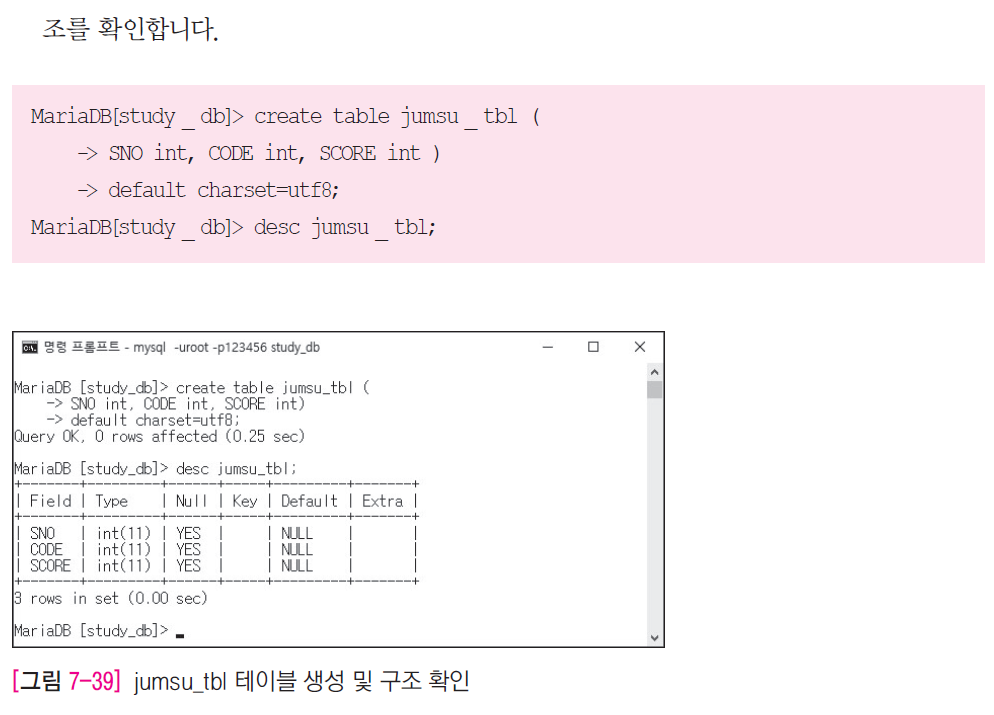 조를 확인합니다.
MariaDB[study _ db]> create table jumsu _ tbl (
-> SNO int, CODE int, SCORE int )
-> default charset=utf8;
MariaDB[study _ db]> desc jumsu _ tbl;
명령 프롬프트 - mysql -uroot -p123456 study_db
MariaDB [study_db]> create table jumsu_tbl (
-> SNO int, CODE int, SCORE int)
-> default charset=utf8;
Query OK, 0 rows affected (0.25 sec)
MariaDB [study_db]> desc jumsu_tbl;
+-------+---------+------+-----+---------+-------+
| Field | Type    | Null | Key | Default | Extra |
+-------+---------+------+-----+---------+-------+
| SNO   | int(11) | YES  |     | NULL    |       |
| CODE  | int(11) | YES  |     | NULL    |       |
| SCORE | int(11) | YES  |     | NULL    |       |
+-------+---------+------+-----+---------+-------+
3 rows in set (0.00 sec)
MariaDB [study_db]>
[그림 7-39] jumsu_tbl 테이블 생성 및 구조 확인